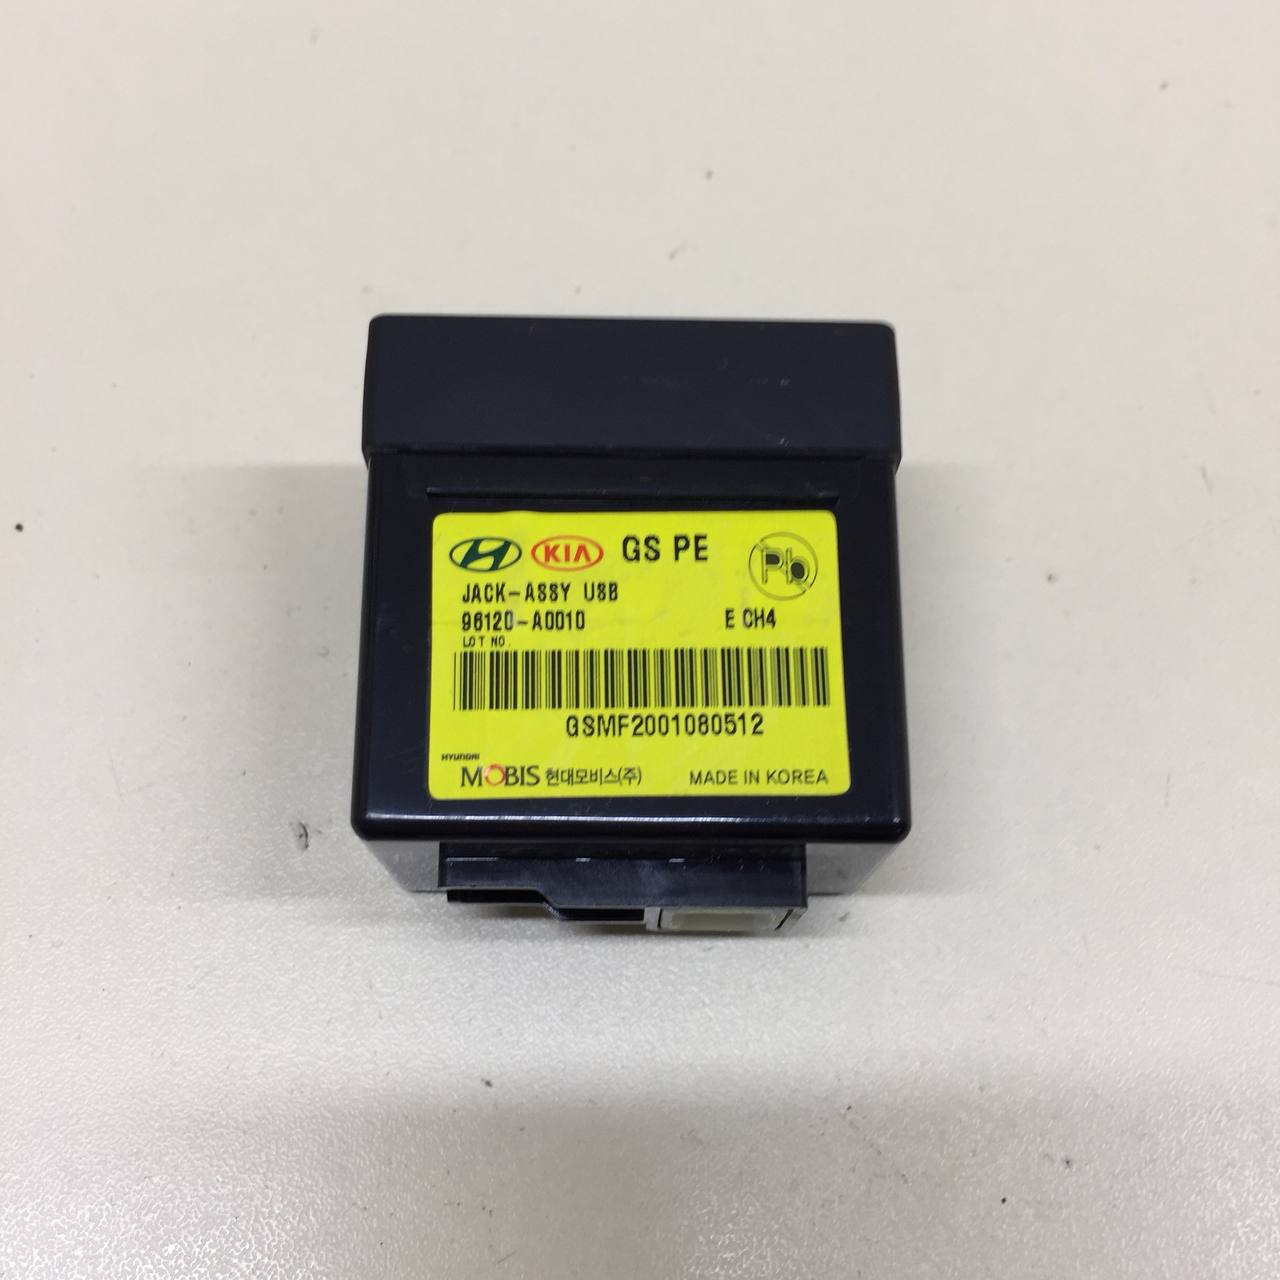 KIA GS PE Pb
JACK-ASSY USB
96120-A0010 E CH4
LOT NO.
GSMF2001080512
HYUNDAI
MOBIS 현대모비스(주) MADE IN KOREA